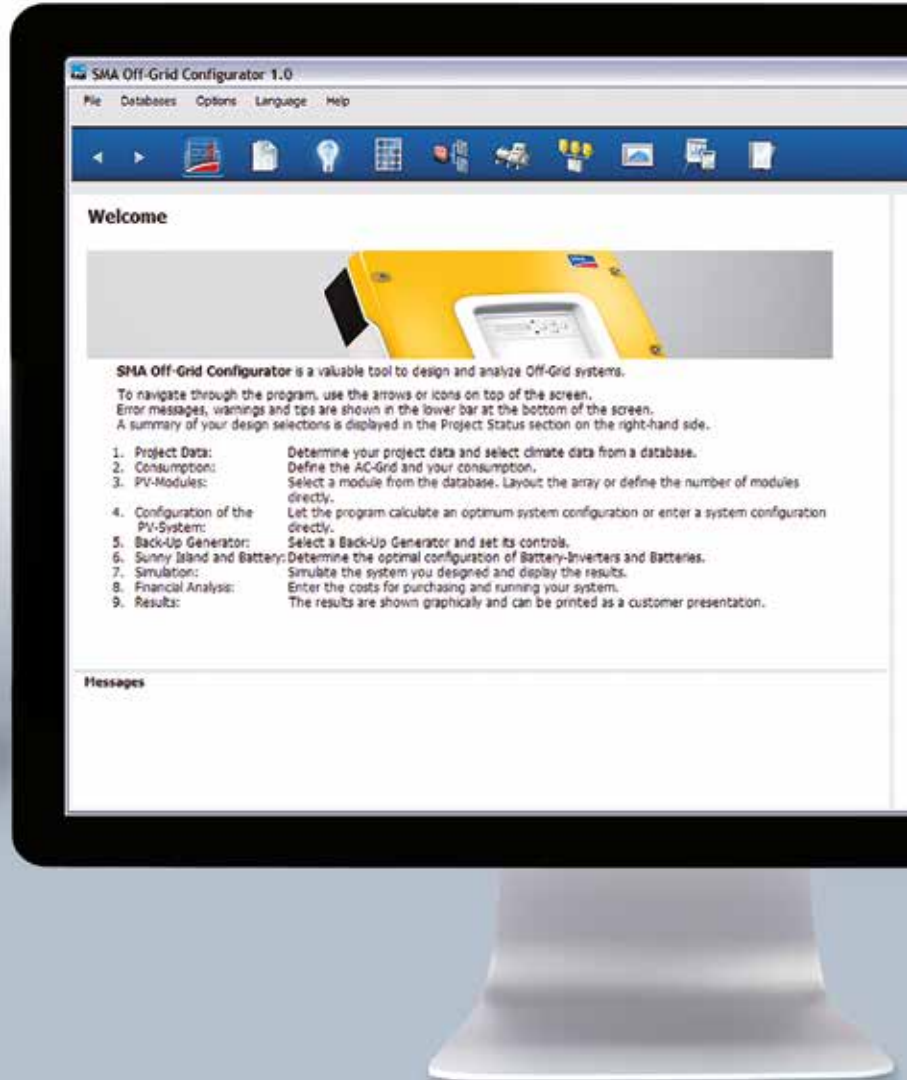 SMA Off-Grid Configurator 1.0
File Databases Options Language Help
Welcome
SMA Off-Grid Configurator is a valuable tool to design and analyze Off-Grid systems.
To navigate through the program, use the arrows or icons on top of the screen.
Error messages, warnings and tips are shown in the lower bar at the bottom of the screen.
A summary of your design selections is displayed in the Project Status section on the right-hand side.
1. Project Data: Determine your project data and select climate data from a database.
2. Consumption: Define the AC-Grid and your consumption.
3. PV-Modules: Select a module from the database. Layout the array or define the number of modules
directly.
4. Configuration of the Let the program calculate an optimum system configuration or enter a system configuration
PV-System: directly.
5. Back-Up Generator: Select a Back-Up Generator and set its controls.
6. Sunny Island and Battery: Determine the optimal configuration of Battery-Inverters and Batteries.
7. Simulation: Simulate the system you designed and display the results.
8. Financial Analysis: Enter the costs for purchasing and running your system.
9. Results: The results are shown graphically and can be printed as a customer presentation.
Messages